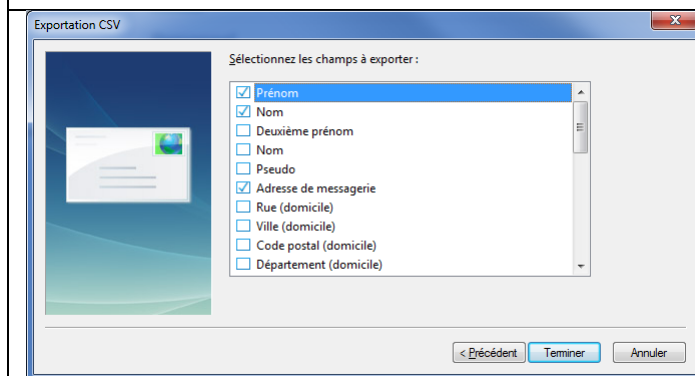 Exportation CSV
Sélectionnez les champs à exporter :
Prénom
Nom
Deuxième prénom
Nom
Pseudo
Adresse de messagerie
Rue (domicile)
Ville (domicile)
Code postal (domicile)
Département (domicile)
< Précédent Terminer Annuler